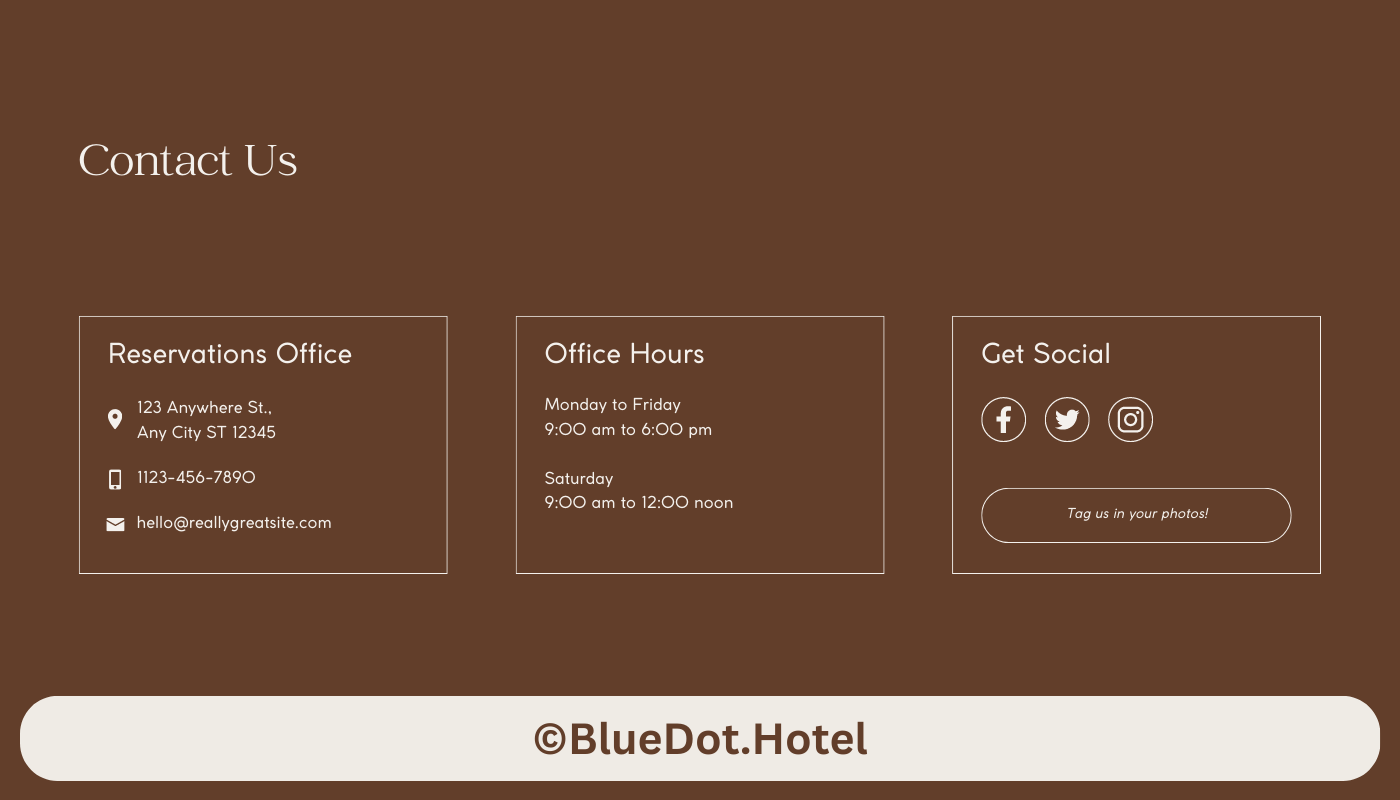 Contact Us
Reservations Office
123 Anywhere St.,
Any City ST 12345
1123-456-7890
hello@reallygreatsite.com
Office Hours
Monday to Friday
9:00 am to 6:00 pm
Saturday
9:00 am to 12:00 noon
Get Social
Tag us in your photos!
©BlueDot.Hotel